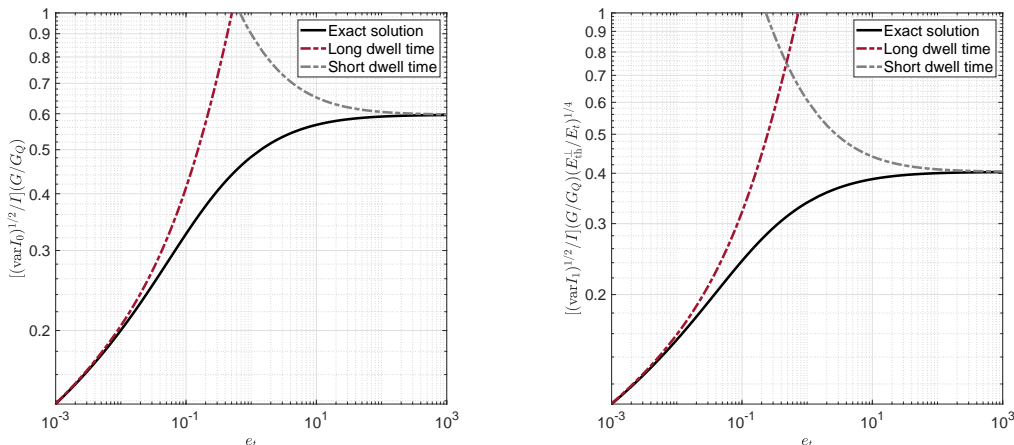 1
0.9
0.8
0.7
0.6
0.5
0.4
0.3
0.2
[(varI_0)^{1/2}/I](G/G_Q)
Exact solution
Long dwell time
Short dwell time
10^{-3} 10^{-1} 10^1 10^3
e_t
1
0.9
0.8
0.7
0.6
0.5
0.4
0.3
0.2
[(varI_1)^{1/2}/I](G/G_Q)(E_{th}^⊥/E_t)^{1/4}
Exact solution
Long dwell time
Short dwell time
10^{-3} 10^{-1} 10^1 10^3
e_t